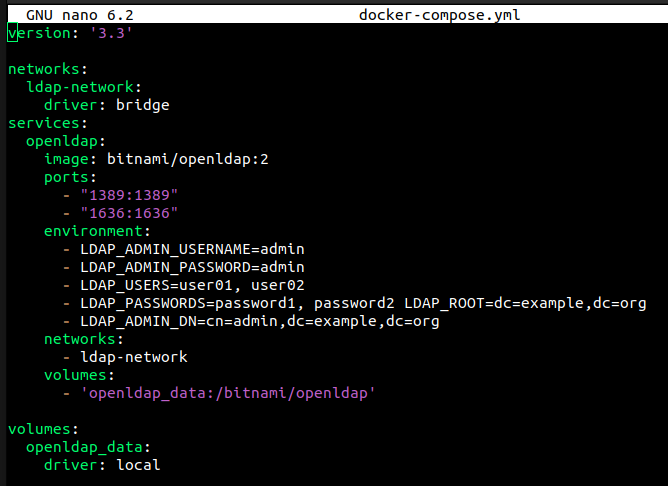 GNU nano 6.2 docker-compose.yml
version: '3.3'

networks:
  ldap-network:
    driver: bridge
services:
  openldap:
    image: bitnami/openldap:2
    ports:
      - "1389:1389"
      - "1636:1636"
    environment:
      - LDAP_ADMIN_USERNAME=admin
      - LDAP_ADMIN_PASSWORD=admin
      - LDAP_USERS=user01, user02
      - LDAP_PASSWORDS=password1, password2 LDAP_ROOT=dc=example,dc=org
      - LDAP_ADMIN_DN=cn=admin,dc=example,dc=org
    networks:
      - ldap-network
    volumes:
      - 'openldap_data:/bitnami/openldap'

volumes:
  openldap_data:
    driver: local